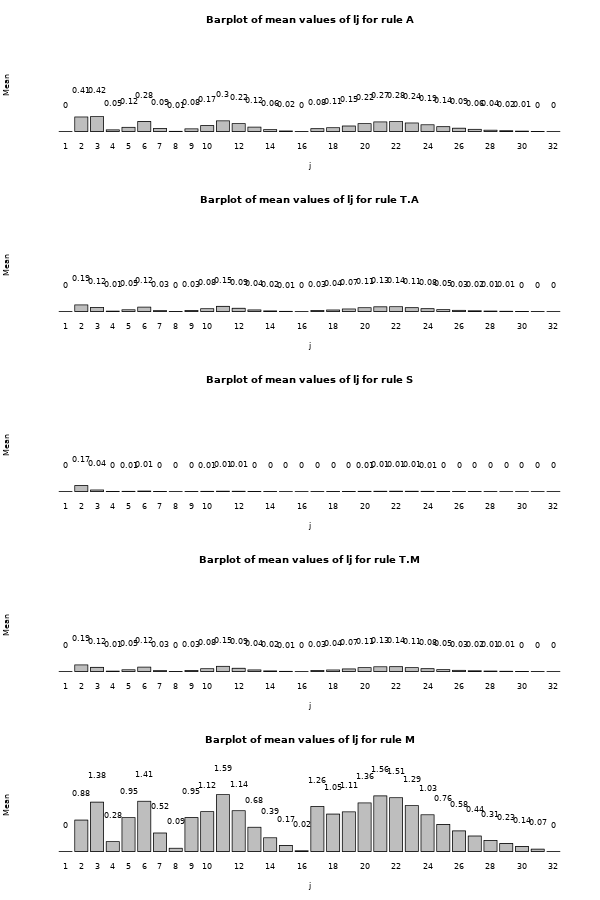 Barplot of mean values of lj for rule A
Mean
0 0.41 0.42 0.05 0.12 0.28 0.09 0.01 0.08 0.17 0.3 0.22 0.12 0.06 0.02 0 0.08 0.11 0.15 0.22 0.27 0.28 0.24 0.19 0.14 0.09 0.06 0.04 0.02 0.01 0 0
1 2 3 4 5 6 7 8 9 10 12 14 16 18 20 22 24 26 28 30 32
j
Barplot of mean values of lj for rule T.A
Mean
0 0.19 0.12 0.01 0.05 0.12 0.03 0 0.03 0.08 0.15 0.09 0.04 0.02 0.01 0 0.03 0.04 0.07 0.11 0.13 0.14 0.11 0.08 0.05 0.03 0.02 0.01 0.01 0 0 0
1 2 3 4 5 6 7 8 9 10 12 14 16 18 20 22 24 26 28 30 32
j
Barplot of mean values of lj for rule S
Mean
0 0.17 0.04 0 0.01 0.01 0 0 0 0.01 0.01 0.01 0 0 0 0 0 0 0 0.01 0.01 0.01 0.01 0.01 0 0 0 0 0 0 0 0
1 2 3 4 5 6 7 8 9 10 12 14 16 18 20 22 24 26 28 30 32
j
Barplot of mean values of lj for rule T.M
Mean
0 0.19 0.12 0.01 0.05 0.12 0.03 0 0.03 0.08 0.15 0.09 0.04 0.02 0.01 0 0.03 0.04 0.07 0.11 0.13 0.14 0.11 0.08 0.05 0.03 0.02 0.01 0.01 0 0 0
1 2 3 4 5 6 7 8 9 10 12 14 16 18 20 22 24 26 28 30 32
j
Barplot of mean values of lj for rule M
Mean
0 0.88 1.38 0.28 0.95 1.41 0.52 0.09 0.95 1.12 1.59 1.14 0.68 0.39 0.17 0.02 1.26 1.05 1.11 1.36 1.56 1.51 1.29 1.03 0.76 0.58 0.44 0.31 0.23 0.14 0.07 0
1 2 3 4 5 6 7 8 9 10 12 14 16 18 20 22 24 26 28 30 32
j